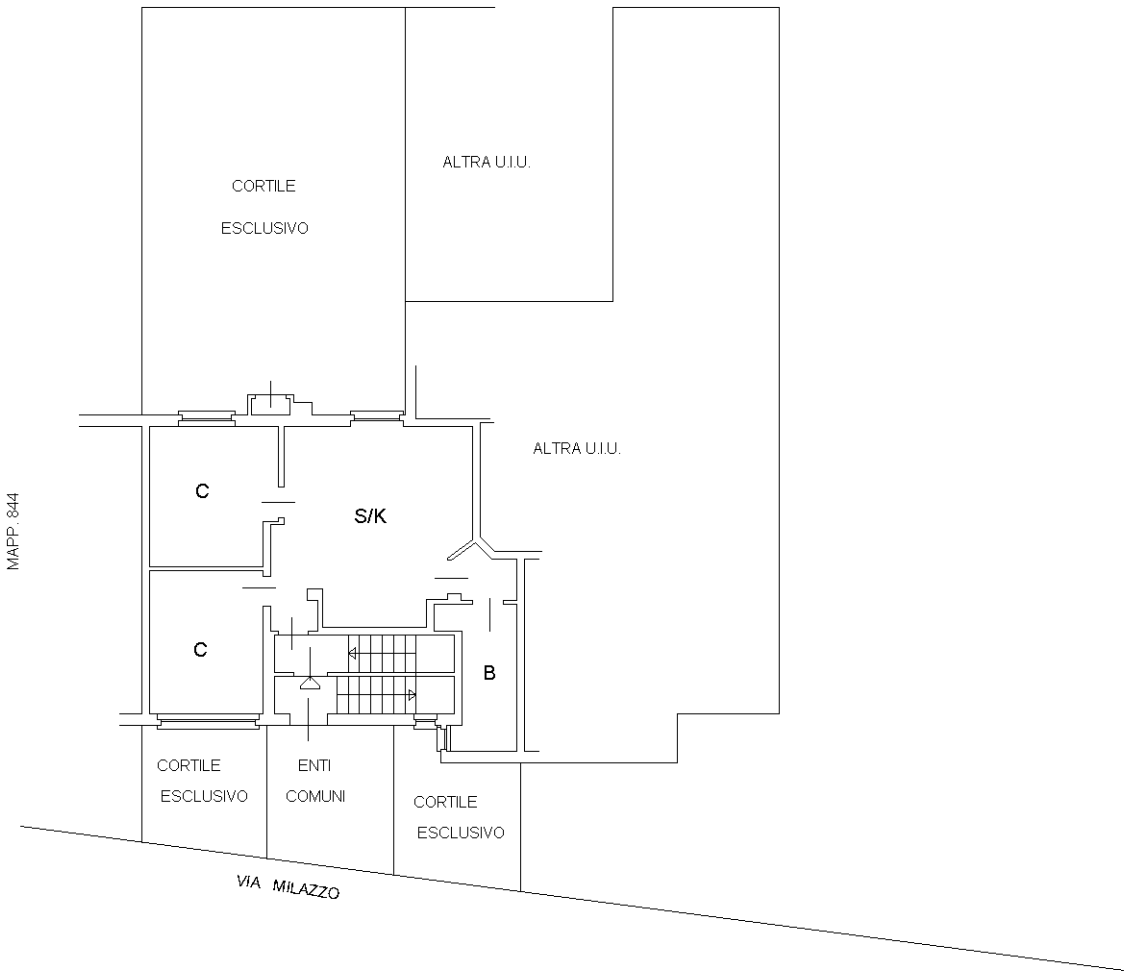 ALTRA U.I.U.
CORTILE
ESCLUSIVO
ALTRA U.I.U.
MAPP. 844
C
S/K
C
B
CORTILE
ESCLUSIVO
ENTI
COMUNI
CORTILE
ESCLUSIVO
VIA MILAZZO